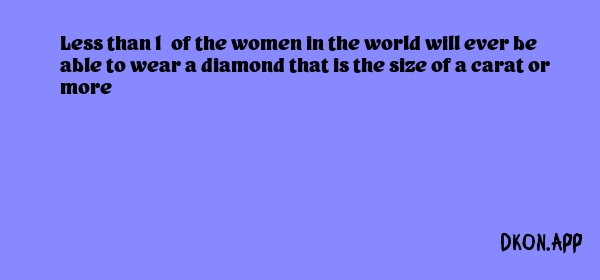 Less than 1  of the women in the world will ever be
able to wear a diamond that is the size of a carat or
more
DKON.APP